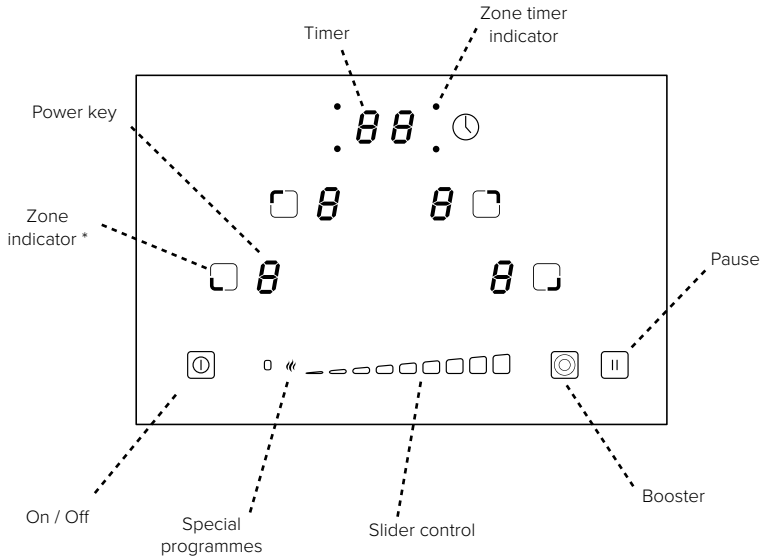 Timer
Zone timer
indicator
Power key
88
8 8
Zone
indicator *
8 8
Pause
0
Booster
On / Off
Special
programmes
Slider control